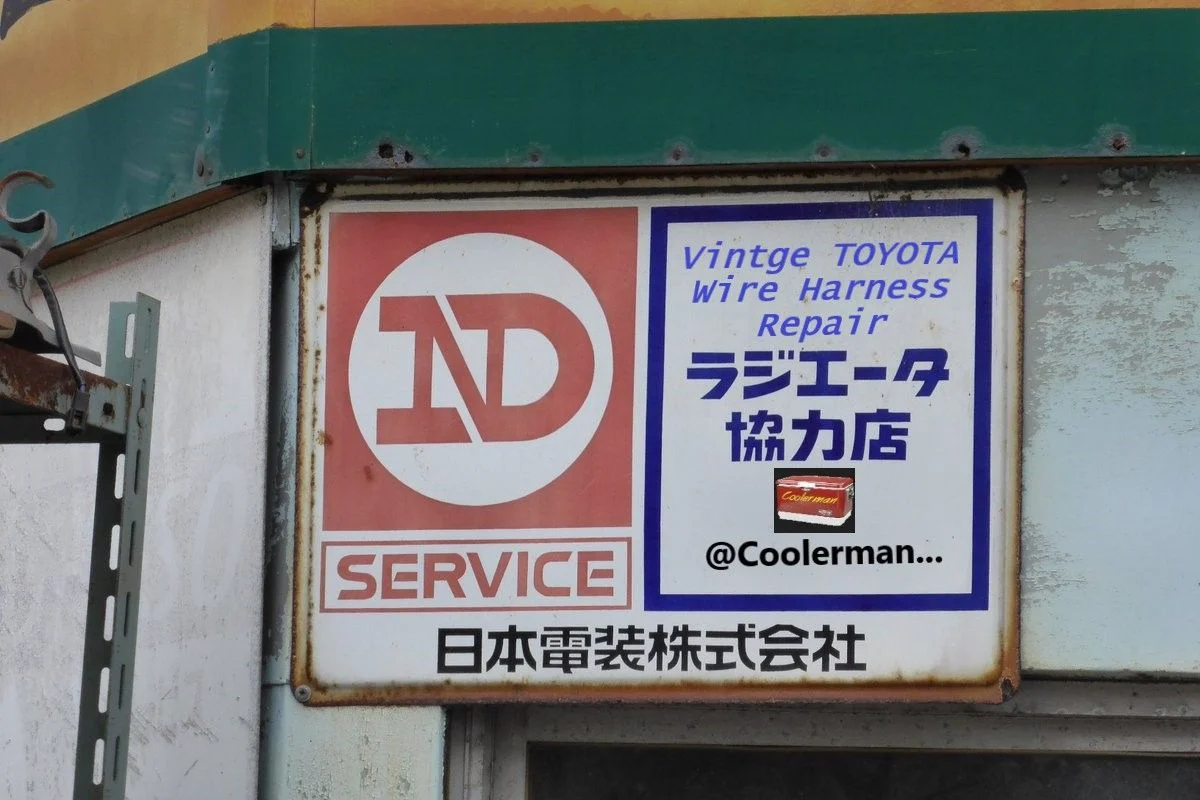 ND
SERVICE
Vintge TOYOTA
Wire Harness
Repair
ラジエータ
協力店
Coolerman
@Coolerman...
日本電装株式会社